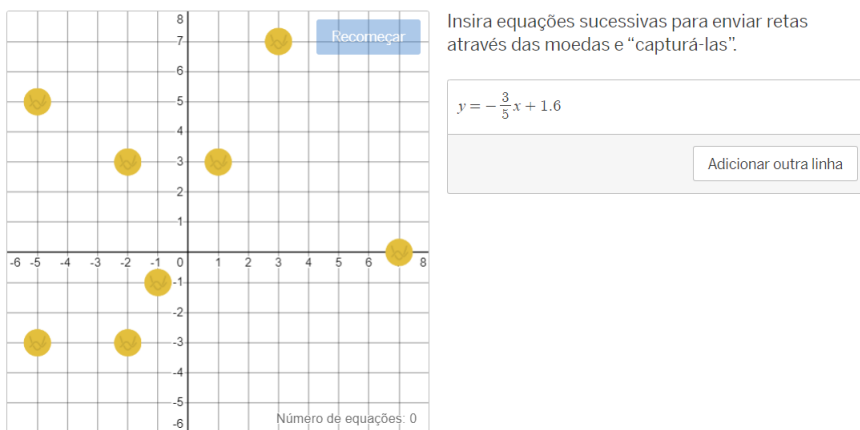 Insira equações sucessivas para enviar retas
através das moedas e “capturá-las”.
y = -3/5x + 1.6
Adicionar outra linha
Recomeçar
8
7
6
5
4
3
2
1
-6 -5 -4 -3 -2 -1 0 1 2 3 4 5 6 8
-1
-2
-3
-4
-5
-6
Número de equações: 0